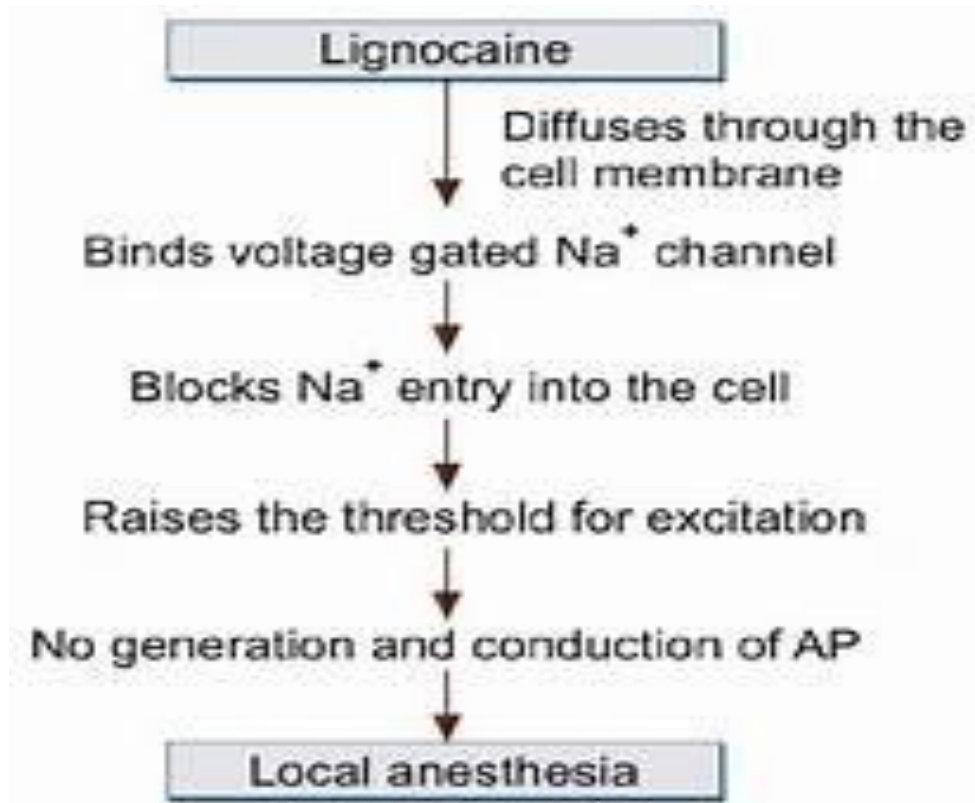 Lignocaine
Diffuses through the
cell membrane
Binds voltage gated Na⁺ channel
Blocks Na⁺ entry into the cell
Raises the threshold for excitation
No generation and conduction of AP
Local anesthesia